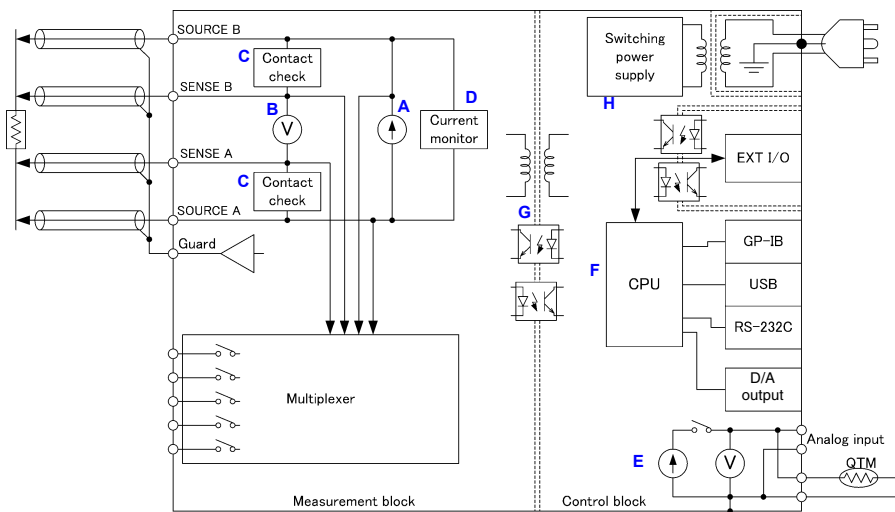 SOURCE B
C
Contact
check
SENSE B
B
V
A
D
Current
monitor
SENSE A
C
Contact
check
SOURCE A
Guard
Multiplexer
Measurement block
Switching
power
supply
H
EXT I/O
G
F
CPU
GP-IB
USB
RS-232C
D/A
output
E
V
Analog input
QTM
Control block